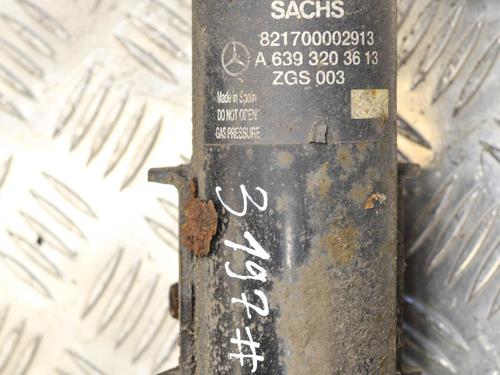 SACHS
821700002913
A 639 320 36 13
ZGS 003
Made in Spain
DO NOT OPEN
GAS PRESSURE
3197#